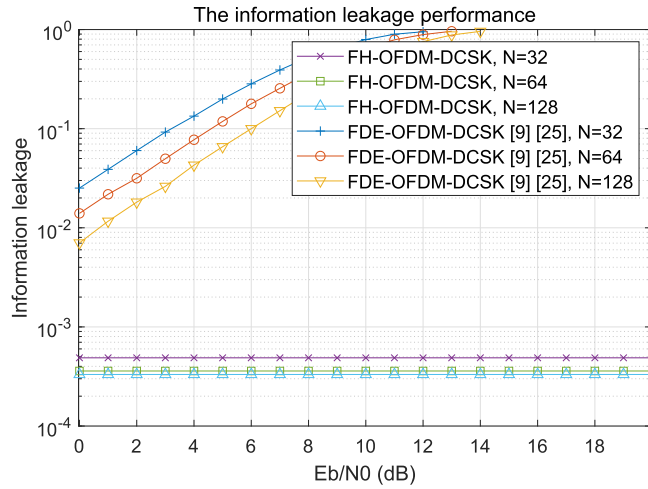 The information leakage performance
10^0
10^-1
10^-2
10^-3
10^-4
Information leakage
FH-OFDM-DCSK, N=32
FH-OFDM-DCSK, N=64
FH-OFDM-DCSK, N=128
FDE-OFDM-DCSK [9] [25], N=32
FDE-OFDM-DCSK [9] [25], N=64
FDE-OFDM-DCSK [9] [25], N=128
0 2 4 6 8 10 12 14 16 18
Eb/N0 (dB)